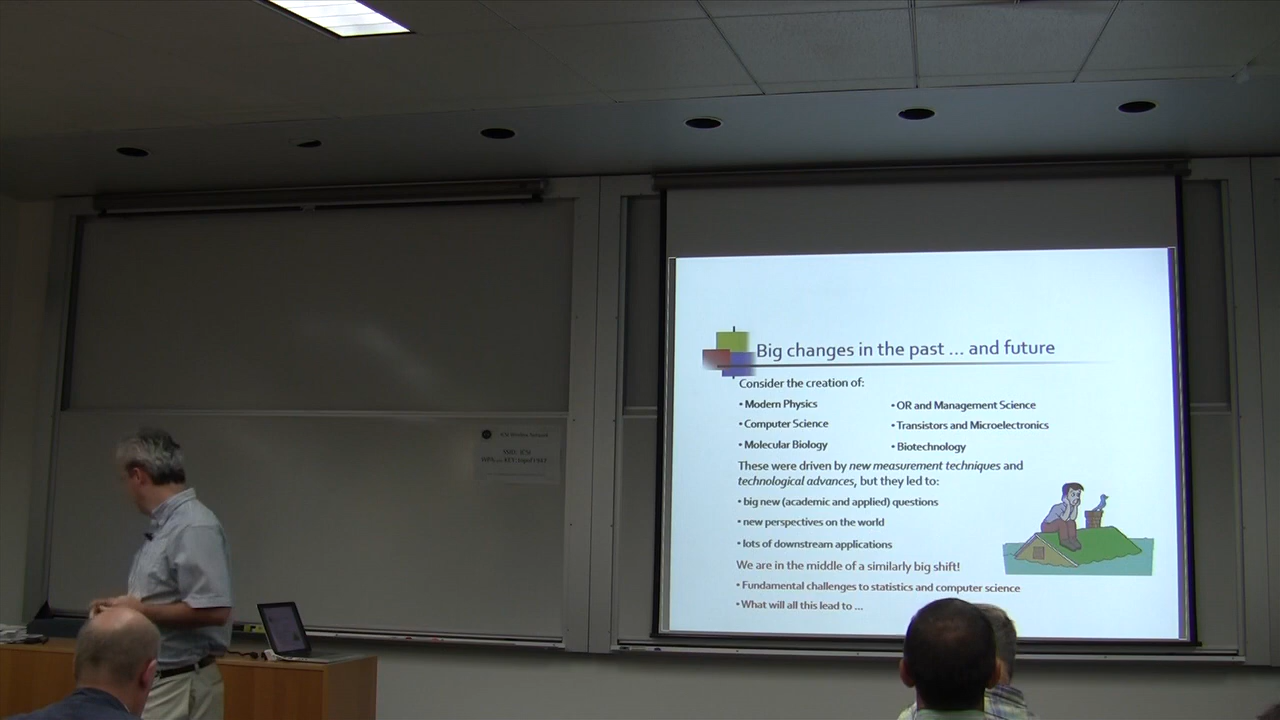 Big changes in the past ... and future
Consider the creation of:
• Modern Physics
• Computer Science
• Molecular Biology
• OR and Management Science
• Transistors and Microelectronics
• Biotechnology
These were driven by new measurement techniques and
technological advances, but they led to:
• big new (academic and applied) questions
• new perspectives on the world
• lots of downstream applications
We are in the middle of a similarly big shift!
• Fundamental challenges to statistics and computer science
• What will all this lead to ...